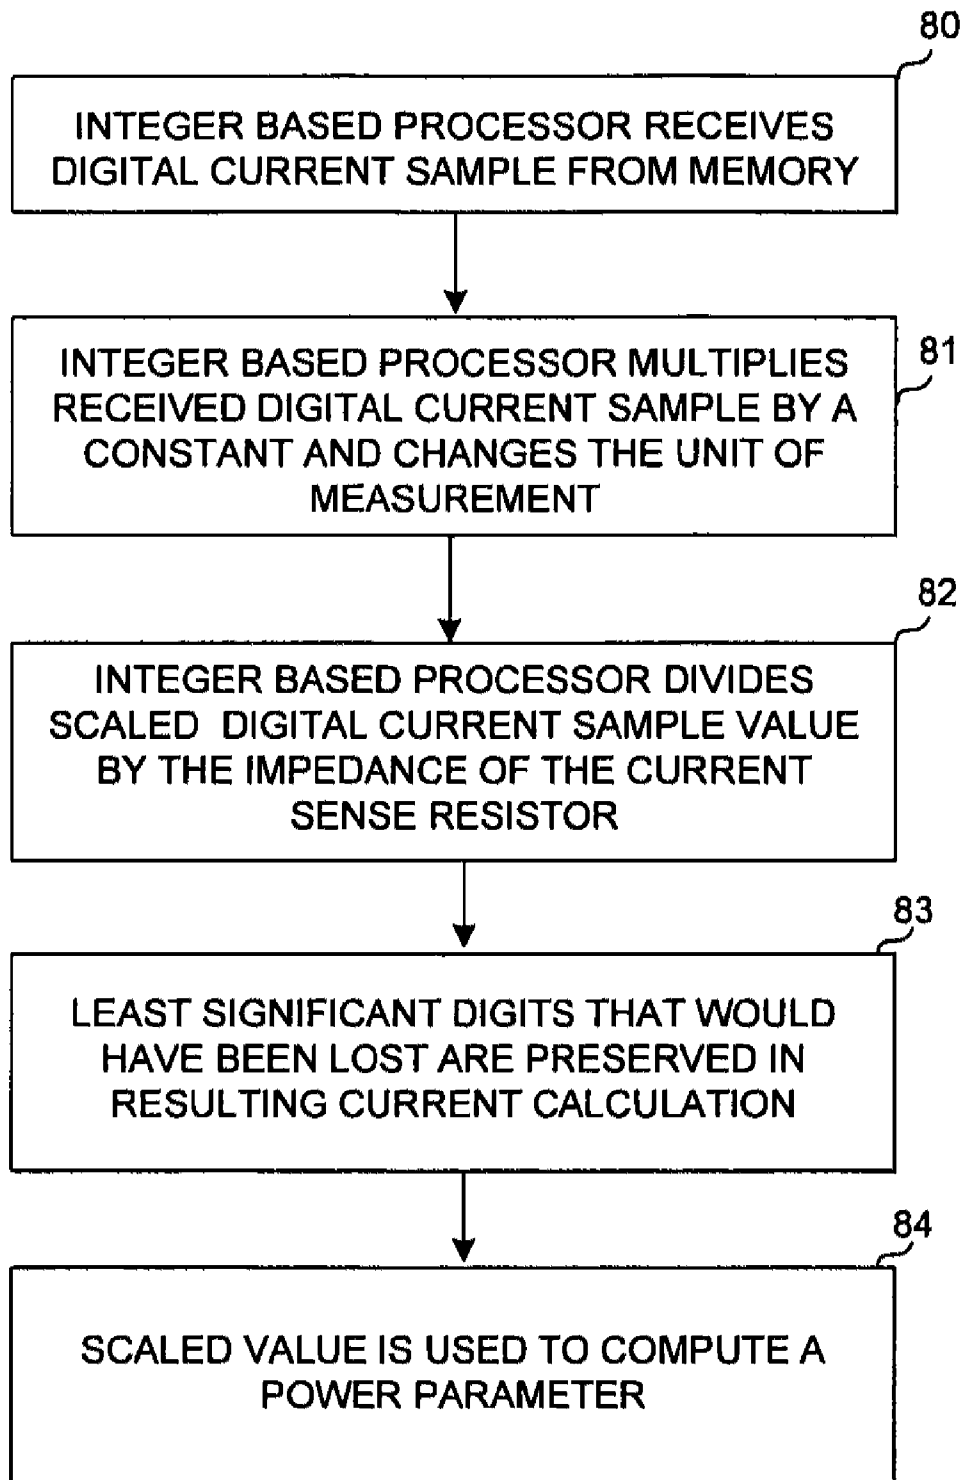 80
INTEGER BASED PROCESSOR RECEIVES
DIGITAL CURRENT SAMPLE FROM MEMORY
81
INTEGER BASED PROCESSOR MULTIPLIES
RECEIVED DIGITAL CURRENT SAMPLE BY A
CONSTANT AND CHANGES THE UNIT OF
MEASUREMENT
82
INTEGER BASED PROCESSOR DIVIDES
SCALED DIGITAL CURRENT SAMPLE VALUE
BY THE IMPEDANCE OF THE CURRENT
SENSE RESISTOR
83
LEAST SIGNIFICANT DIGITS THAT WOULD
HAVE BEEN LOST ARE PRESERVED IN
RESULTING CURRENT CALCULATION
84
SCALED VALUE IS USED TO COMPUTE A
POWER PARAMETER